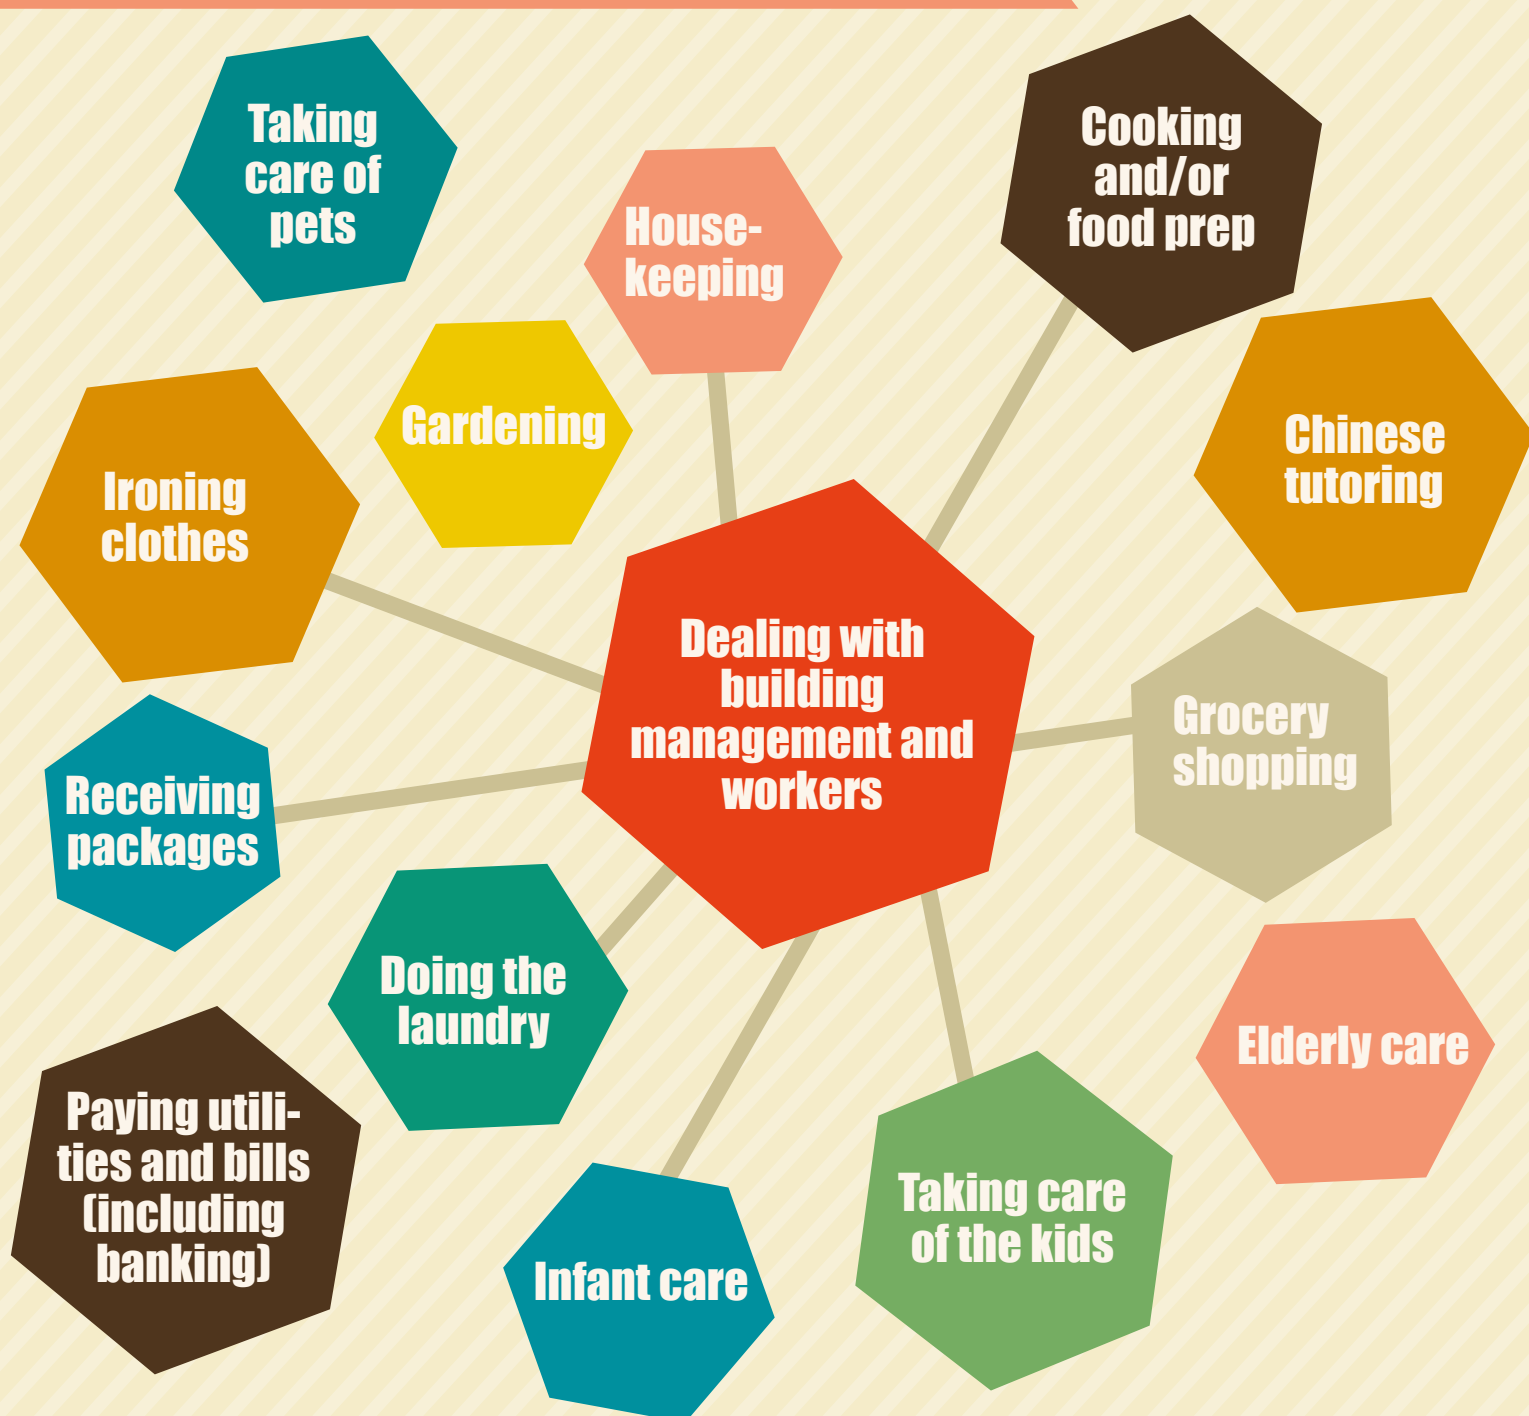 Taking
care of
pets
House-
keeping
Cooking
and/or
food prep
Gardening
Chinese
tutoring
Ironing
clothes
Dealing with
building
management and
workers
Grocery
shopping
Receiving
packages
Doing the
laundry
Elderly care
Paying utili-
ties and bills
(including
banking)
Taking care
of the kids
Infant care